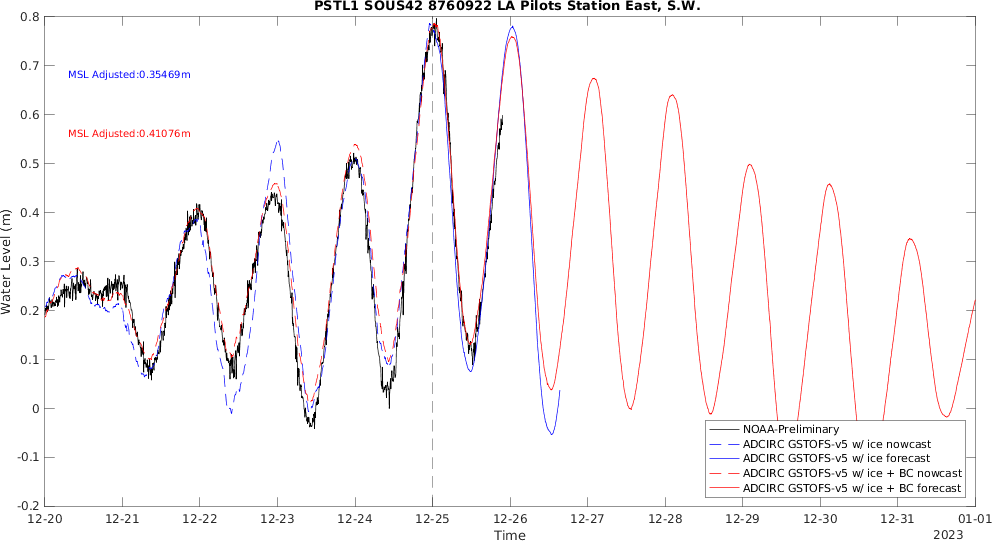 PSTL1 SOUS42 8760922 LA Pilots Station East, S.W.
0.8
0.7
0.6
0.5
0.4
0.3
0.2
0.1
0
-0.1
-0.2
Water Level (m)
MSL Adjusted:0.35469m
MSL Adjusted:0.41076m
NOAA-Preliminary
ADCIRC GSTOFS-v5 w/ ice nowcast
ADCIRC GSTOFS-v5 w/ ice forecast
ADCIRC GSTOFS-v5 w/ ice + BC nowcast
ADCIRC GSTOFS-v5 w/ ice + BC forecast
12-20 12-21 12-22 12-23 12-24 12-25 12-26 12-27 12-28 12-29 12-30 12-31 01-01
Time
2023